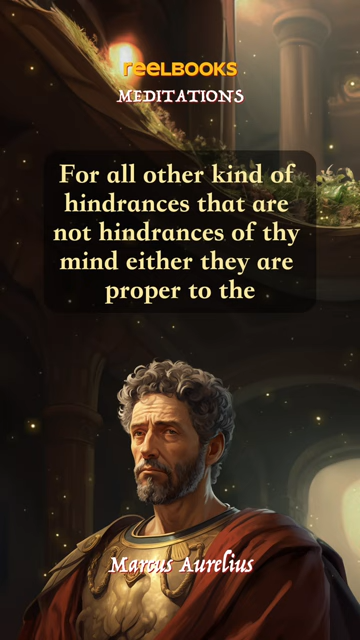 reelBOOKS
MEDITATIONS
For all other kind of
hindrances that are
not hindrances of thy
mind either they are
proper to the
Marcus Aurelius